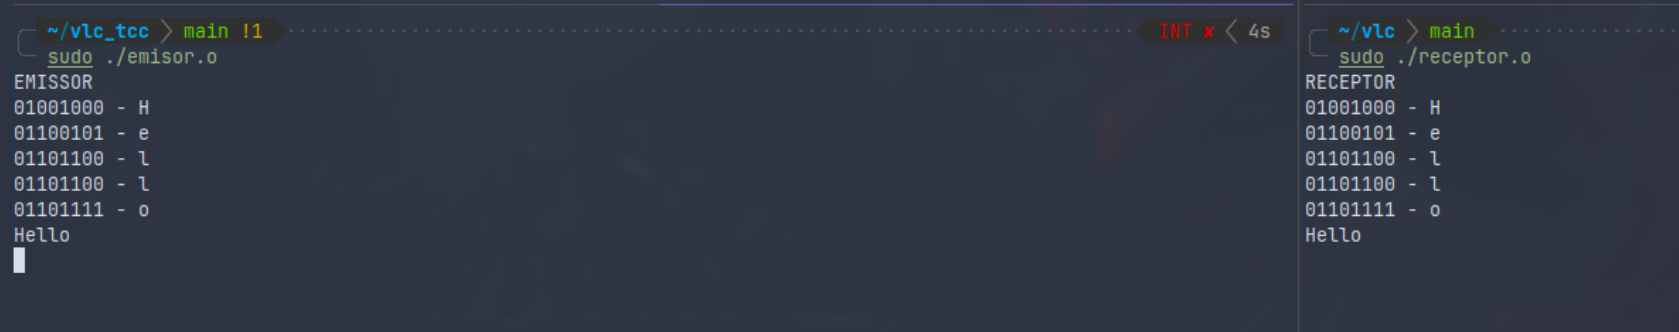 ~/vlc_tcc main !1 INT ✘ 4s
sudo ./emisor.o
EMISSOR
01001000 - H
01100101 - e
01101100 - l
01101100 - l
01101111 - o
Hello
~/vlc main
sudo ./receptor.o
RECEPTOR
01001000 - H
01100101 - e
01101100 - l
01101100 - l
01101111 - o
Hello